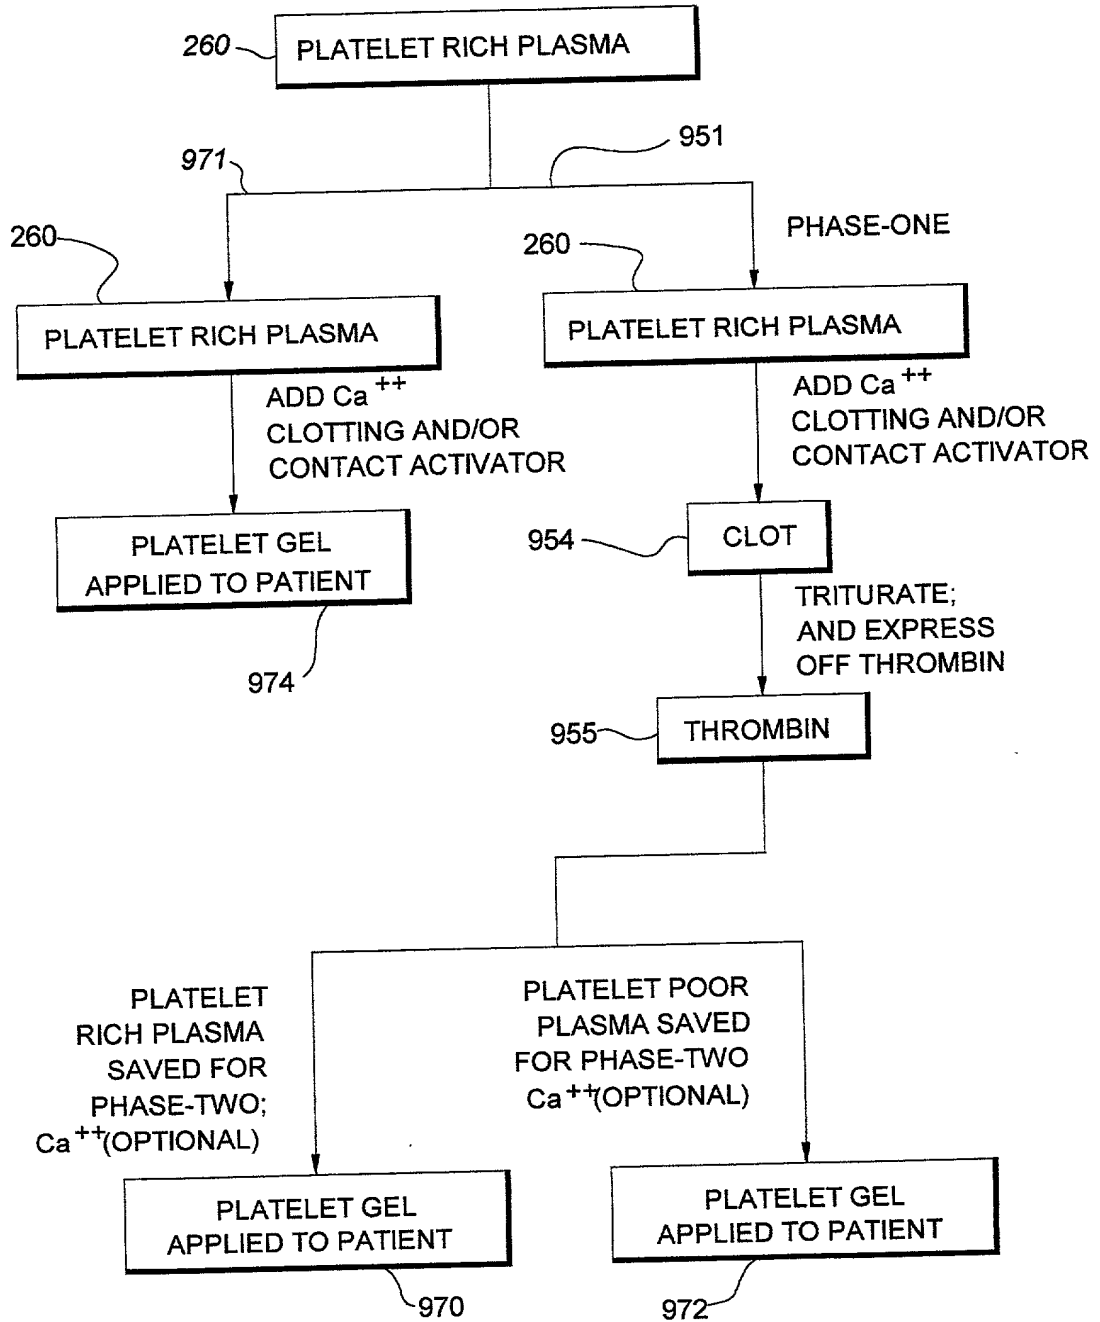 260
PLATELET RICH PLASMA
971
951
PHASE-ONE
260
PLATELET RICH PLASMA
260
PLATELET RICH PLASMA
ADD Ca++
CLOTTING AND/OR
CONTACT ACTIVATOR
ADD Ca++
CLOTTING AND/OR
CONTACT ACTIVATOR
PLATELET GEL
APPLIED TO PATIENT
974
954
CLOT
TRITURATE;
AND EXPRESS
OFF THROMBIN
955
THROMBIN
PLATELET
RICH PLASMA
SAVED FOR
PHASE-TWO;
Ca++(OPTIONAL)
PLATELET POOR
PLASMA SAVED
FOR PHASE-TWO
Ca++(OPTIONAL)
PLATELET GEL
APPLIED TO PATIENT
970
PLATELET GEL
APPLIED TO PATIENT
972